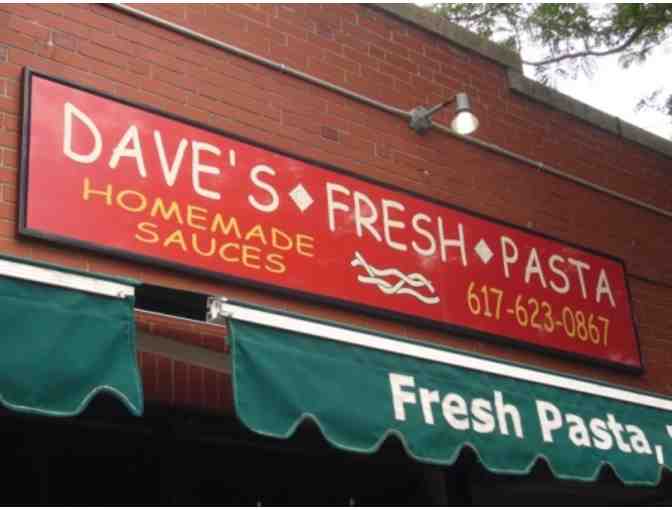 DAVE'S FRESH PASTA
HOMEMADE
SAUCES
617-623-0867
Fresh Pasta,